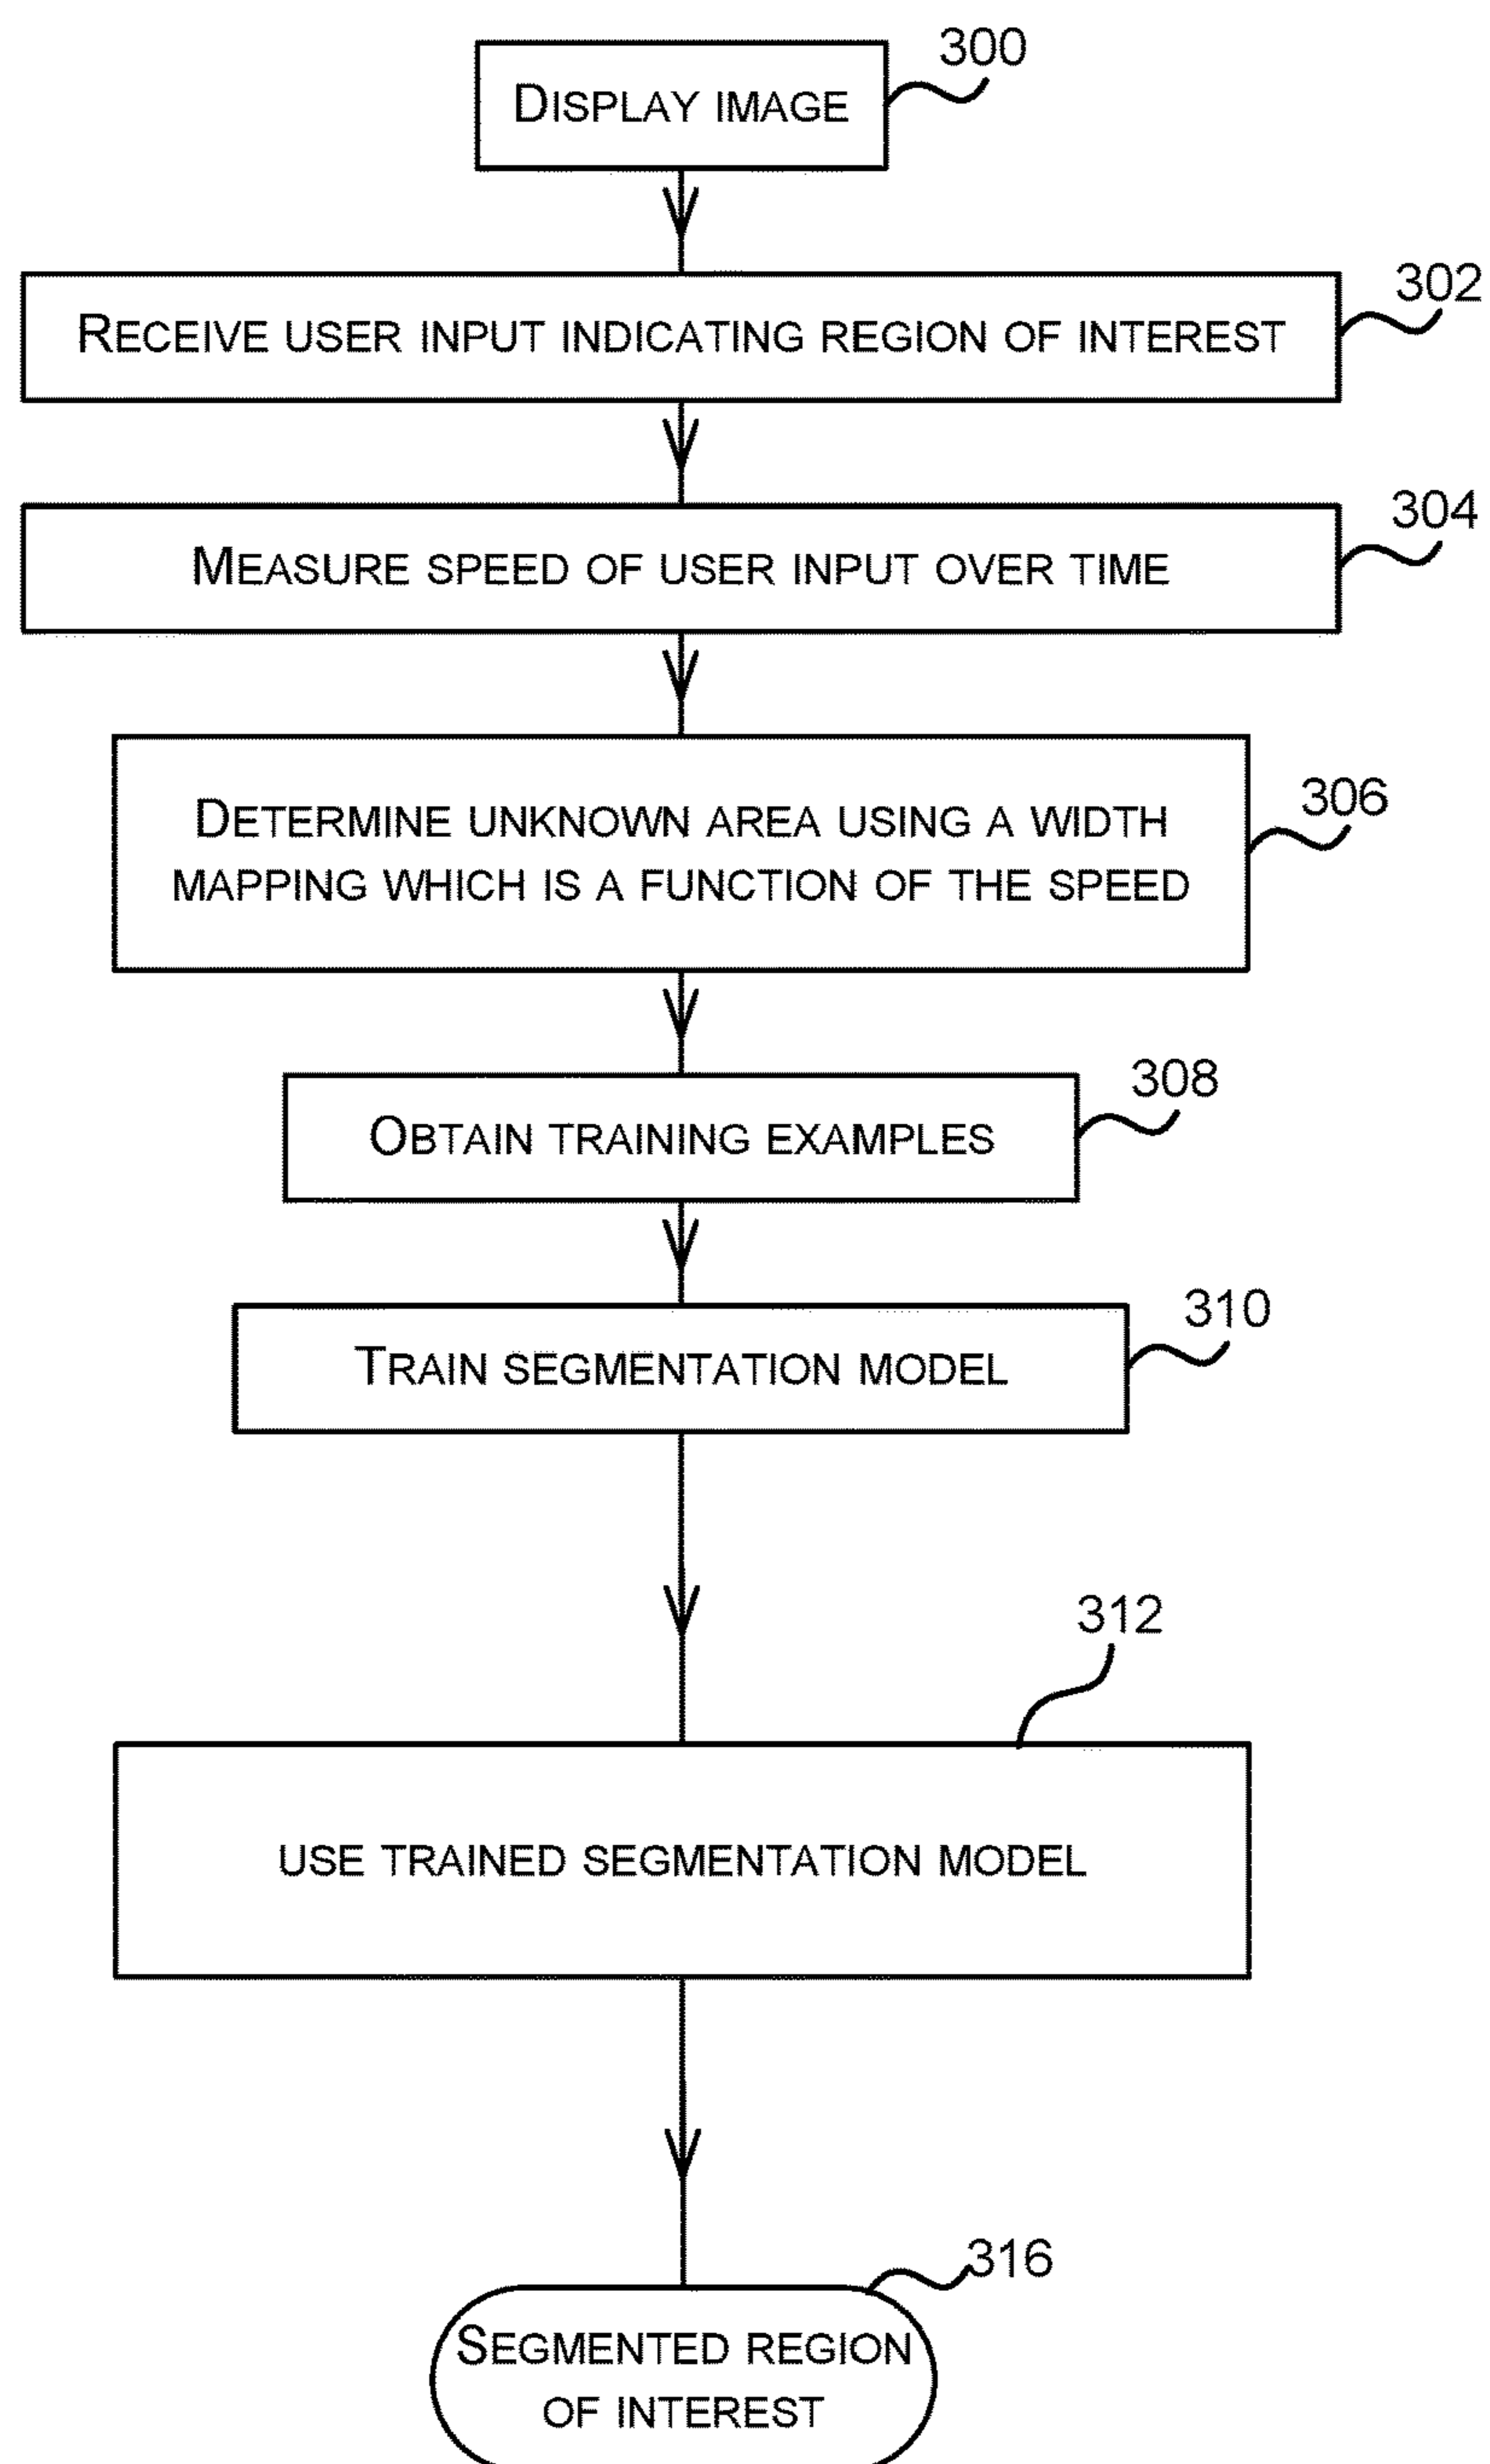 300
DISPLAY IMAGE
302
RECEIVE USER INPUT INDICATING REGION OF INTEREST
304
MEASURE SPEED OF USER INPUT OVER TIME
306
DETERMINE UNKNOWN AREA USING A WIDTH
MAPPING WHICH IS A FUNCTION OF THE SPEED
308
OBTAIN TRAINING EXAMPLES
310
TRAIN SEGMENTATION MODEL
312
USE TRAINED SEGMENTATION MODEL
316
SEGMENTED REGION
OF INTEREST